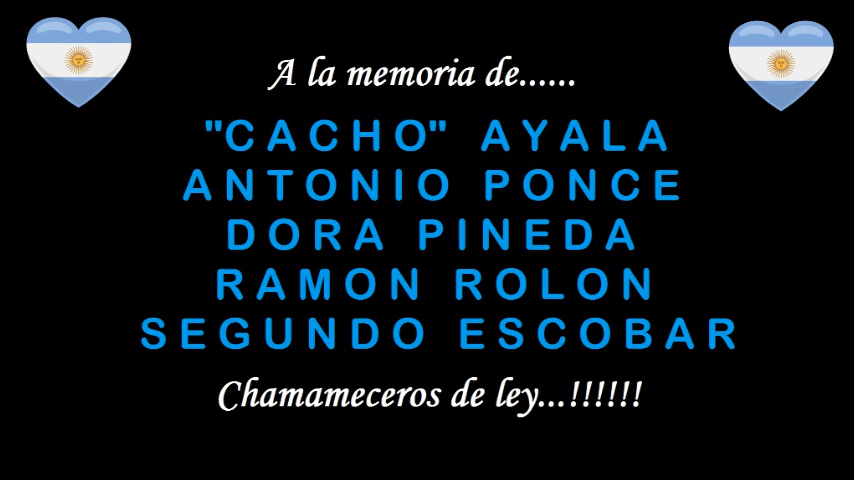 A la memoria de......
"CACHO" AYALA
ANTONIO PONCE
DORA PINEDA
RAMON ROLON
SEGUNDO ESCOBAR
Chamameceros de ley...!!!!!!